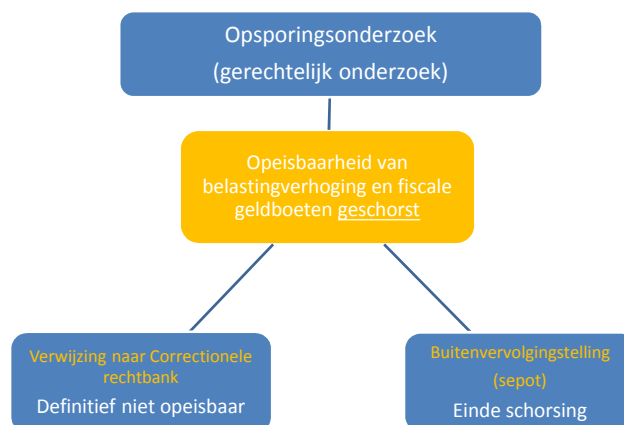 Opsporingsonderzoek
(gerechtelijk onderzoek)
Opeisbaarheid van
belastingverhoging en fiscale
geldboeten geschorst
Verwijzing naar Correctionele
rechtbank
Definitief niet opeisbaar
Buitenvervolgingstelling
(sepot)
Einde schorsing